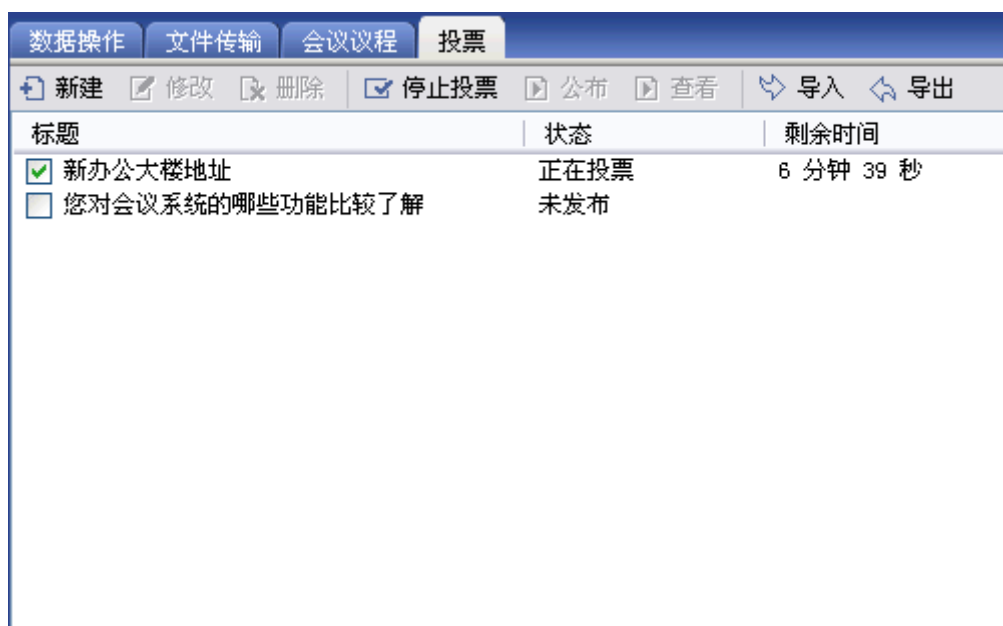 数据操作 文件传输 会议议程 投票
新建 修改 删除 停止投票 公布 查看 导入 导出
标题 状态 剩余时间
新办公大楼地址 正在投票 6 分钟 39 秒
您对会议系统的哪些功能比较了解 未发布